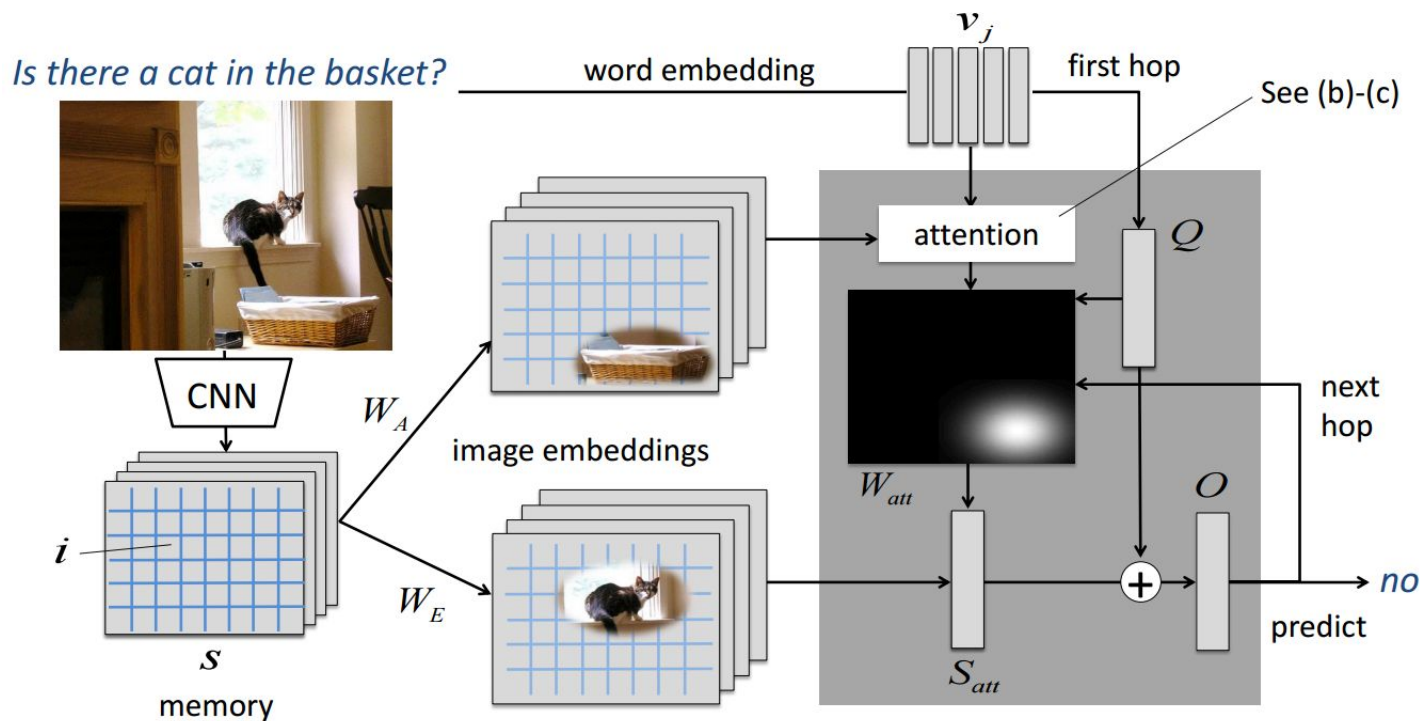 Is there a cat in the basket?
word embedding
v_j
first hop
See (b)-(c)
attention
Q
CNN
W_A
image embeddings
W_att
next
hop
O
i
W_E
+
no
predict
s
S_att
memory